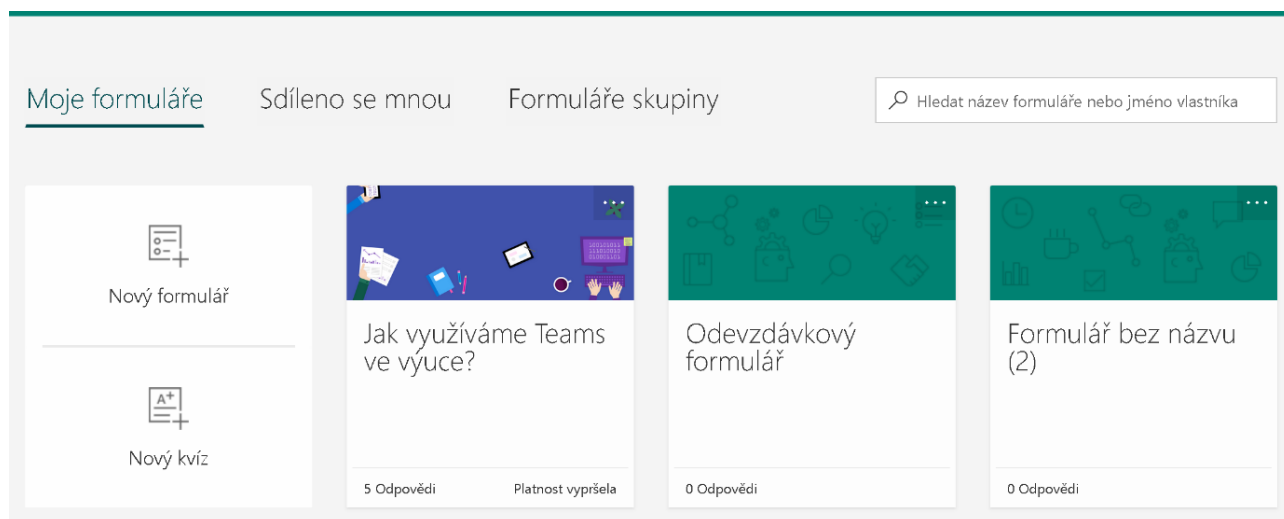 Moje formuláře
Sdíleno se mnou
Formuláře skupiny
Hledat název formuláře nebo jméno vlastníka
Nový formulář
Nový kvíz
Jak využíváme Teams
ve výuce?
5 Odpovědi
Platnost vypršela
Odevzdávkový
formulář
0 Odpovědi
Formulář bez názvu
(2)
0 Odpovědi